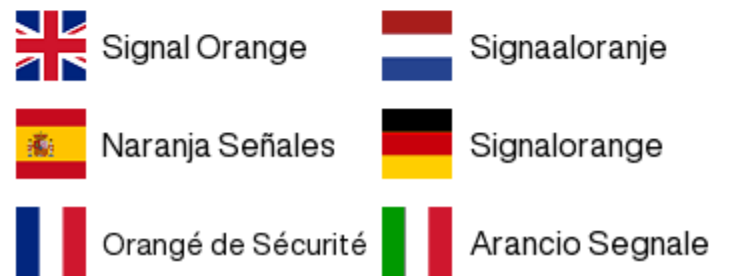 Signal Orange
Signaaloranje
Naranja Señales
Signalorange
Orangé de Sécurité
Arancio Segnale